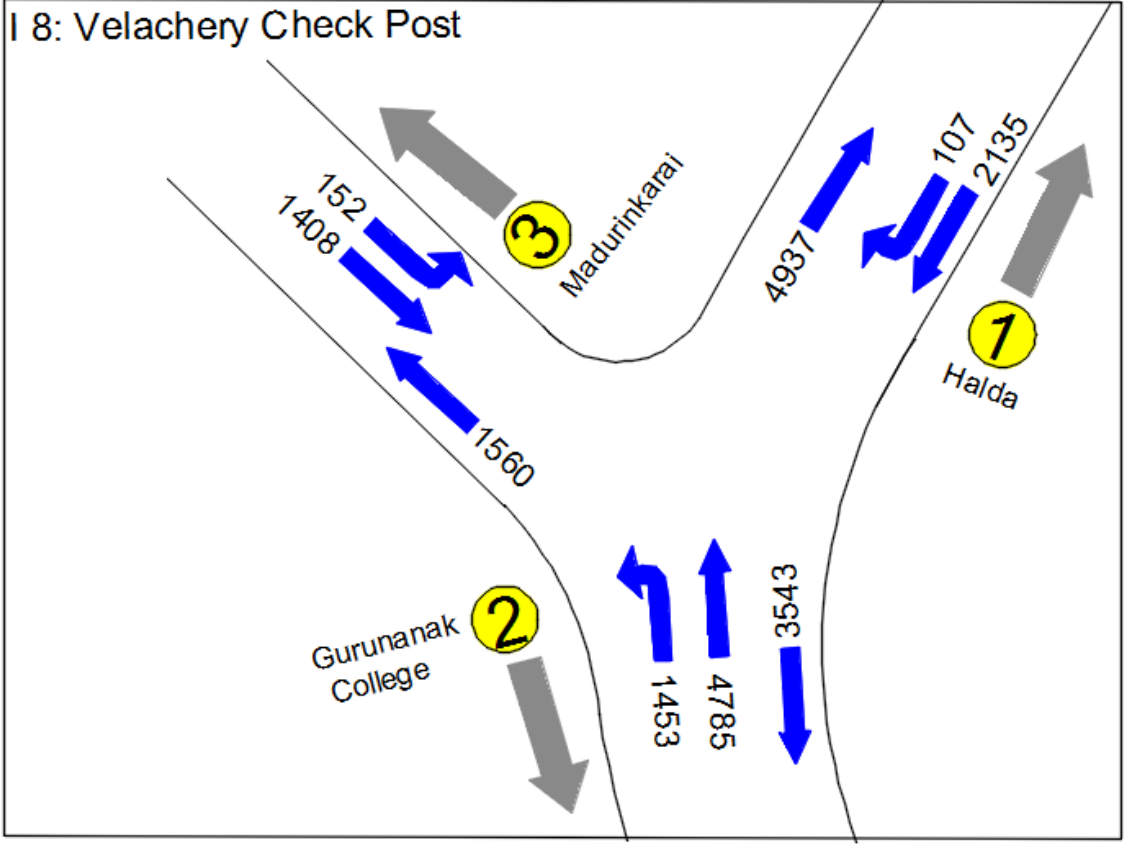 I 8: Velachery Check Post
107
2135
152
1408
3
Madurinkarai
4937
1
Halda
1560
3543
2
Gurunanak
College
1453
4785